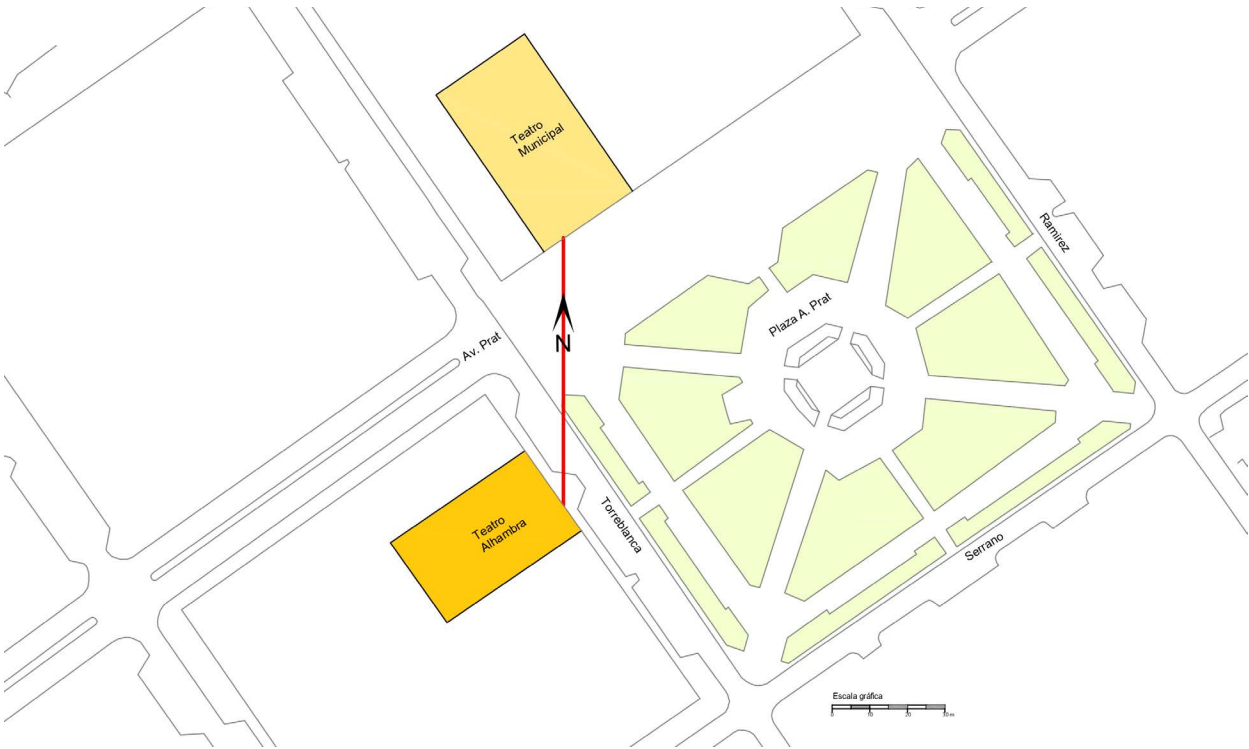 Teatro
Municipal
Ramirez
Plaza A. Prat
Av. Prat
N
Teatro
Alhambra
Torreblanca
Serrano
Escala gráfica
0 10 20 30 m